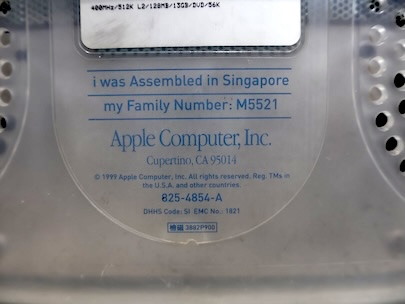 400MHz/512K L2/128MB/13GB/DVD/56K
i was Assembled in Singapore
my Family Number: M5521
Apple Computer, Inc.
Cupertino, CA 95014
© 1999 Apple Computer, Inc. All rights reserved. Reg. TMs in
the U.S.A. and other countries.
825-4854-A
DHHS Code: SI EMC No.: 1821
3882P900